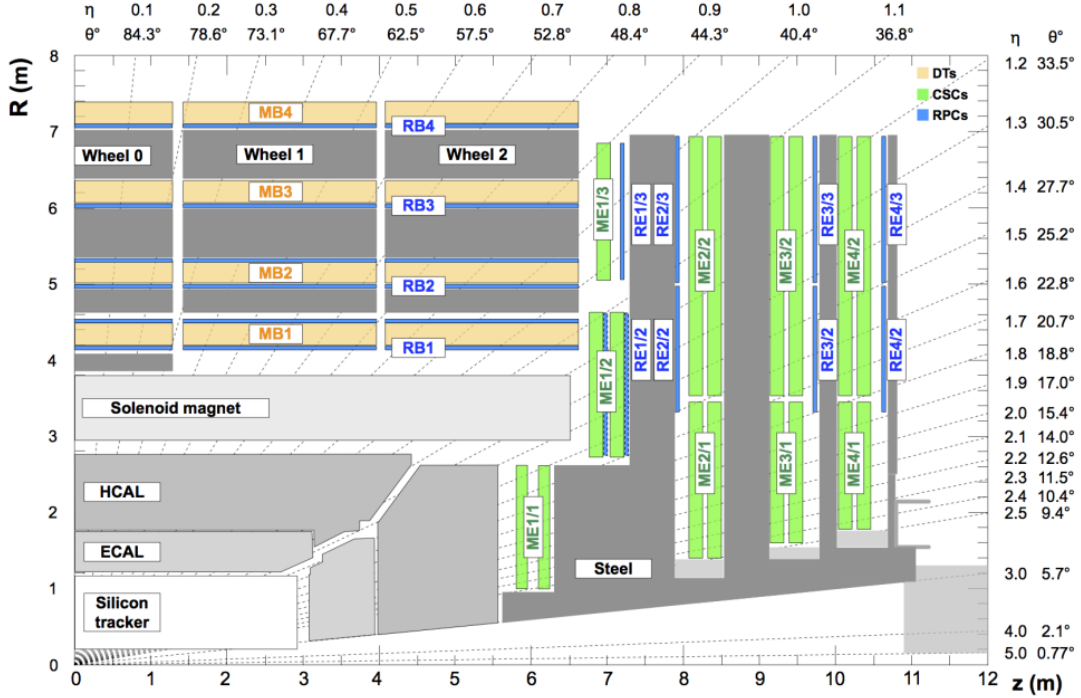 η 0.1 0.2 0.3 0.4 0.5 0.6 0.7 0.8 0.9 1.0 1.1
θ° 84.3° 78.6° 73.1° 67.7° 62.5° 57.5° 52.8° 48.4° 44.3° 40.4° 36.8° η θ°
R (m)
8
7
6
5
4
3
2
1
0
1.2 33.5°
1.3 30.5°
1.4 27.7°
1.5 25.2°
1.6 22.8°
1.7 20.7°
1.8 18.8°
1.9 17.0°
2.0 15.4°
2.1 14.0°
2.2 12.6°
2.3 11.5°
2.4 10.4°
2.5 9.4°
3.0 5.7°
4.0 2.1°
5.0 0.77°
DTs
CSCs
RPCs
MB4
RB4
Wheel 0
Wheel 1
Wheel 2
MB3
RB3
MB2
RB2
MB1
RB1
ME1/3
RE1/3
RE2/3
ME2/2
ME3/2
RE3/3
ME4/2
RE4/3
ME1/2
RE1/2
RE2/2
RE3/2
RE4/2
Solenoid magnet
HCAL
ECAL
Silicon
tracker
ME1/1
ME2/1
ME3/1
ME4/1
Steel
0 1 2 3 4 5 6 7 8 9 10 11 12
z (m)